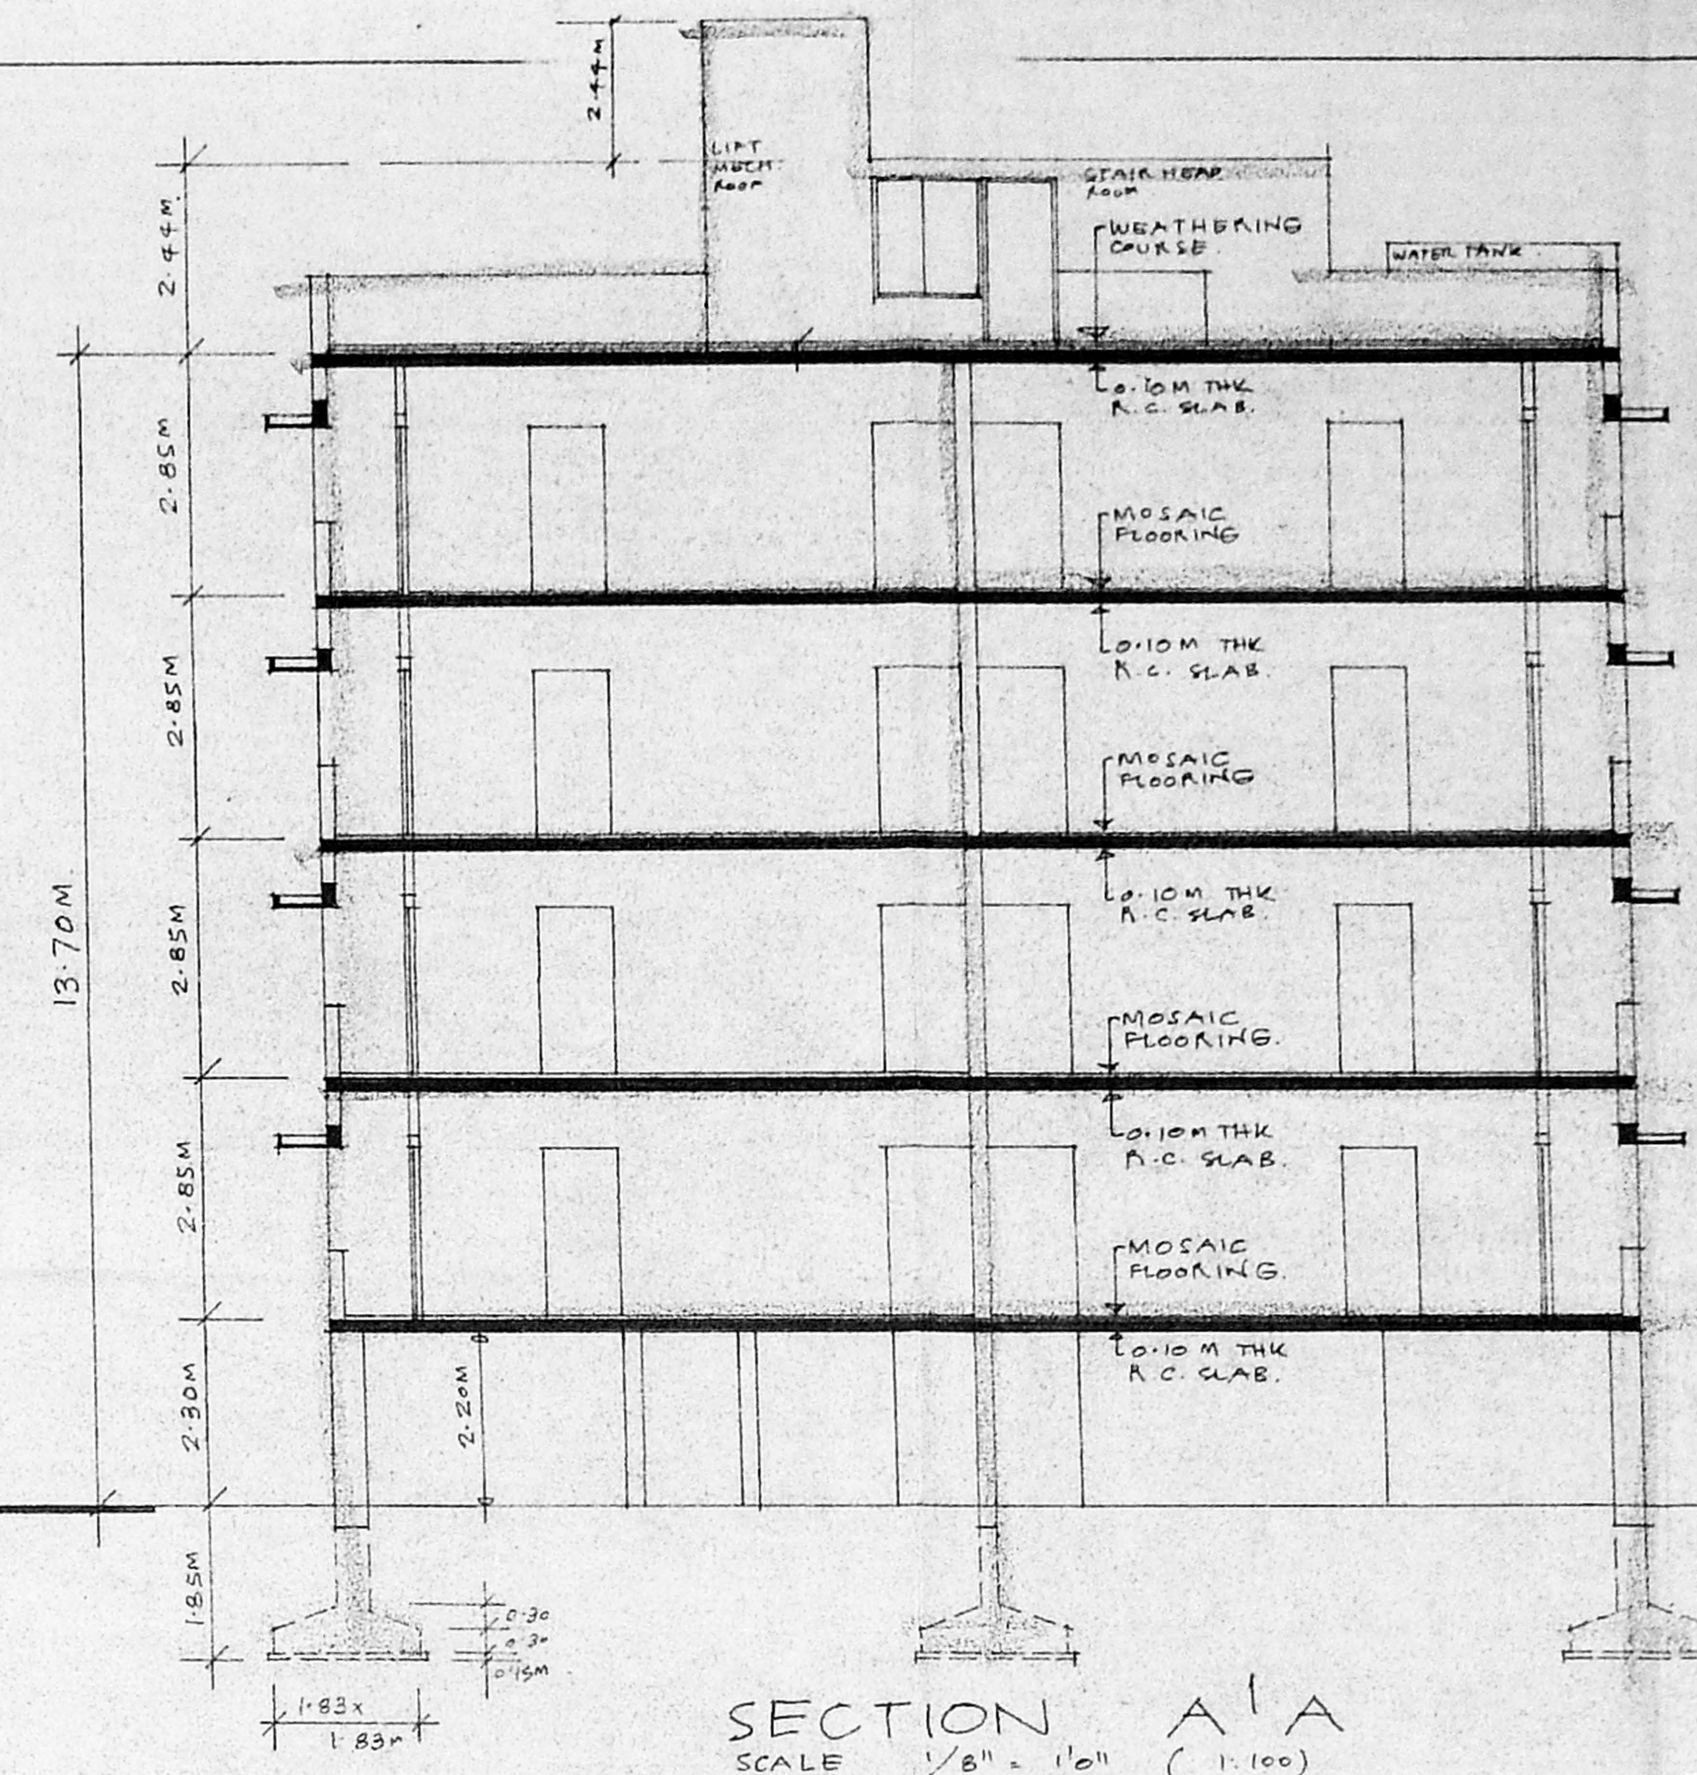 2.44M
LIFT
MECH.
ROOF
STAIR HEAD
ROOM
2.44M.
WEATHERING
COURSE.
WATER TANK
0.10M THK
R.C. SLAB.
2.85M
MOSAIC
FLOORING
0.10M THK
R.C. SLAB.
2.85M
MOSAIC
FLOORING
0.10M THK
R.C. SLAB.
13.70M.
2.85M
MOSAIC
FLOORING.
0.10M THK
R.C. SLAB.
2.85M
MOSAIC
FLOORING.
0.10 M THK
R.C. SLAB.
2.30M
2.20M
1.85M
0.30
0.30
0.15M
1.83x
1.83m
SECTION A'A
SCALE 1/8" = 1'0" (1:100)